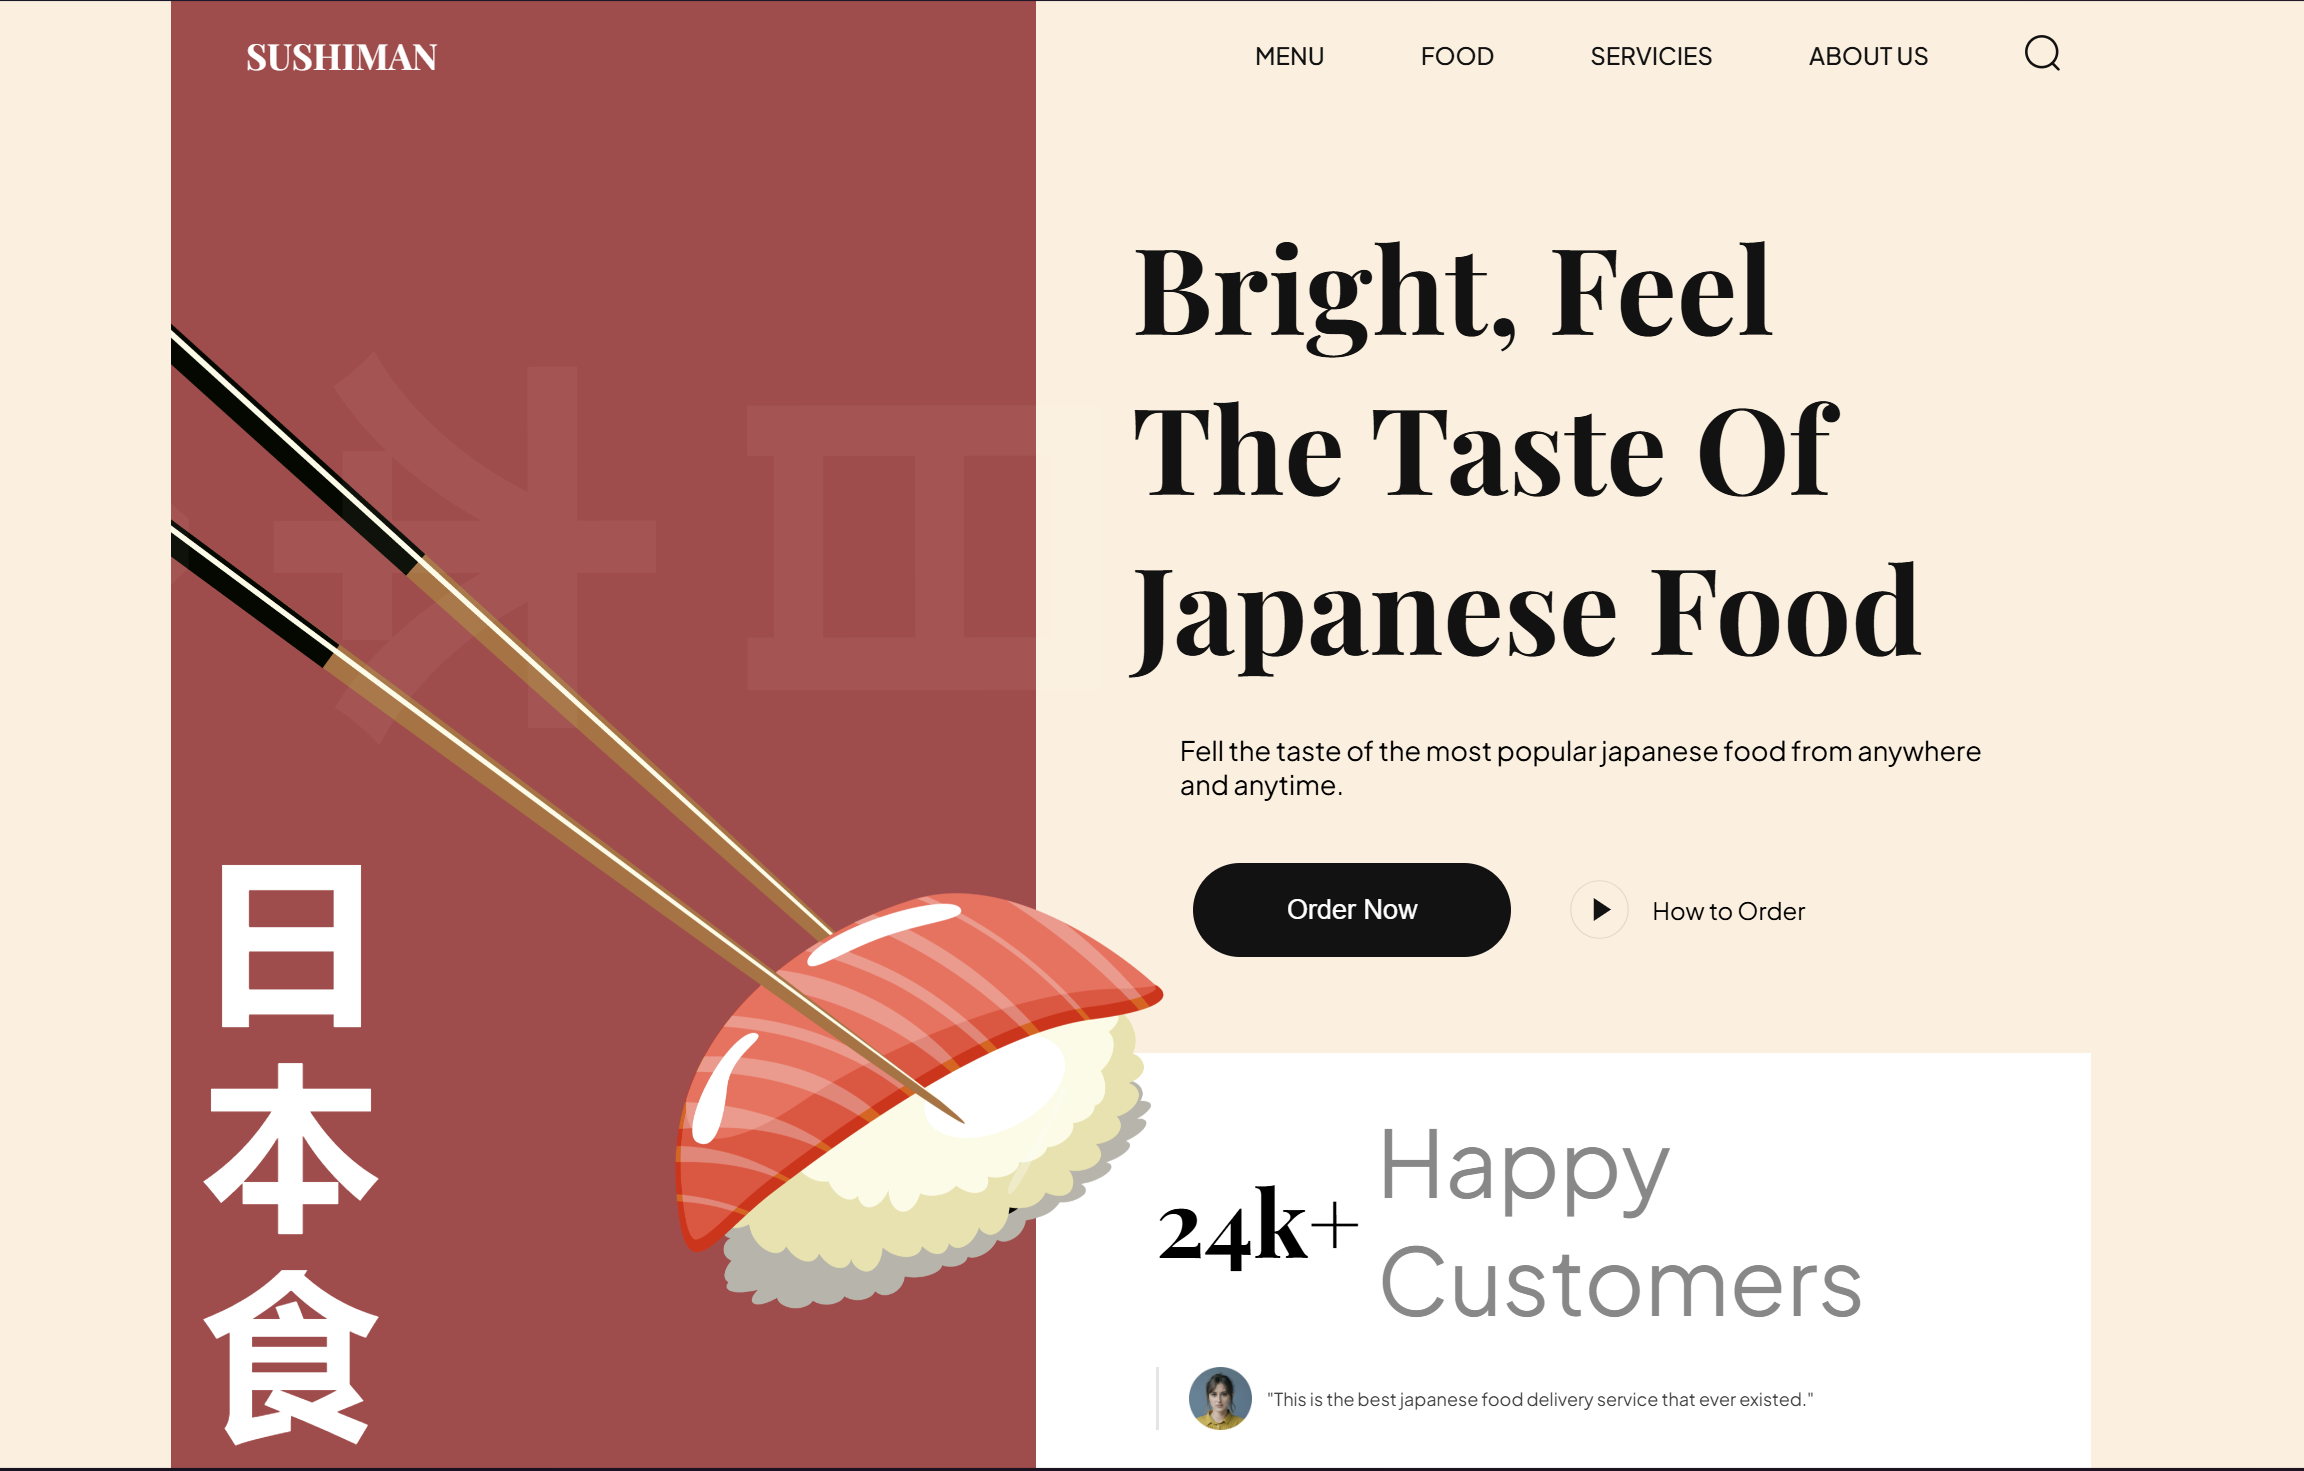 SUSHIMAN
MENU
FOOD
SERVICIES
ABOUT US
Bright, Feel
The Taste Of
Japanese Food
Fell the taste of the most popular japanese food from anywhere
and anytime.
Order Now
How to Order
日
本
食
24k+
Happy
Customers
"This is the best japanese food delivery service that ever existed."